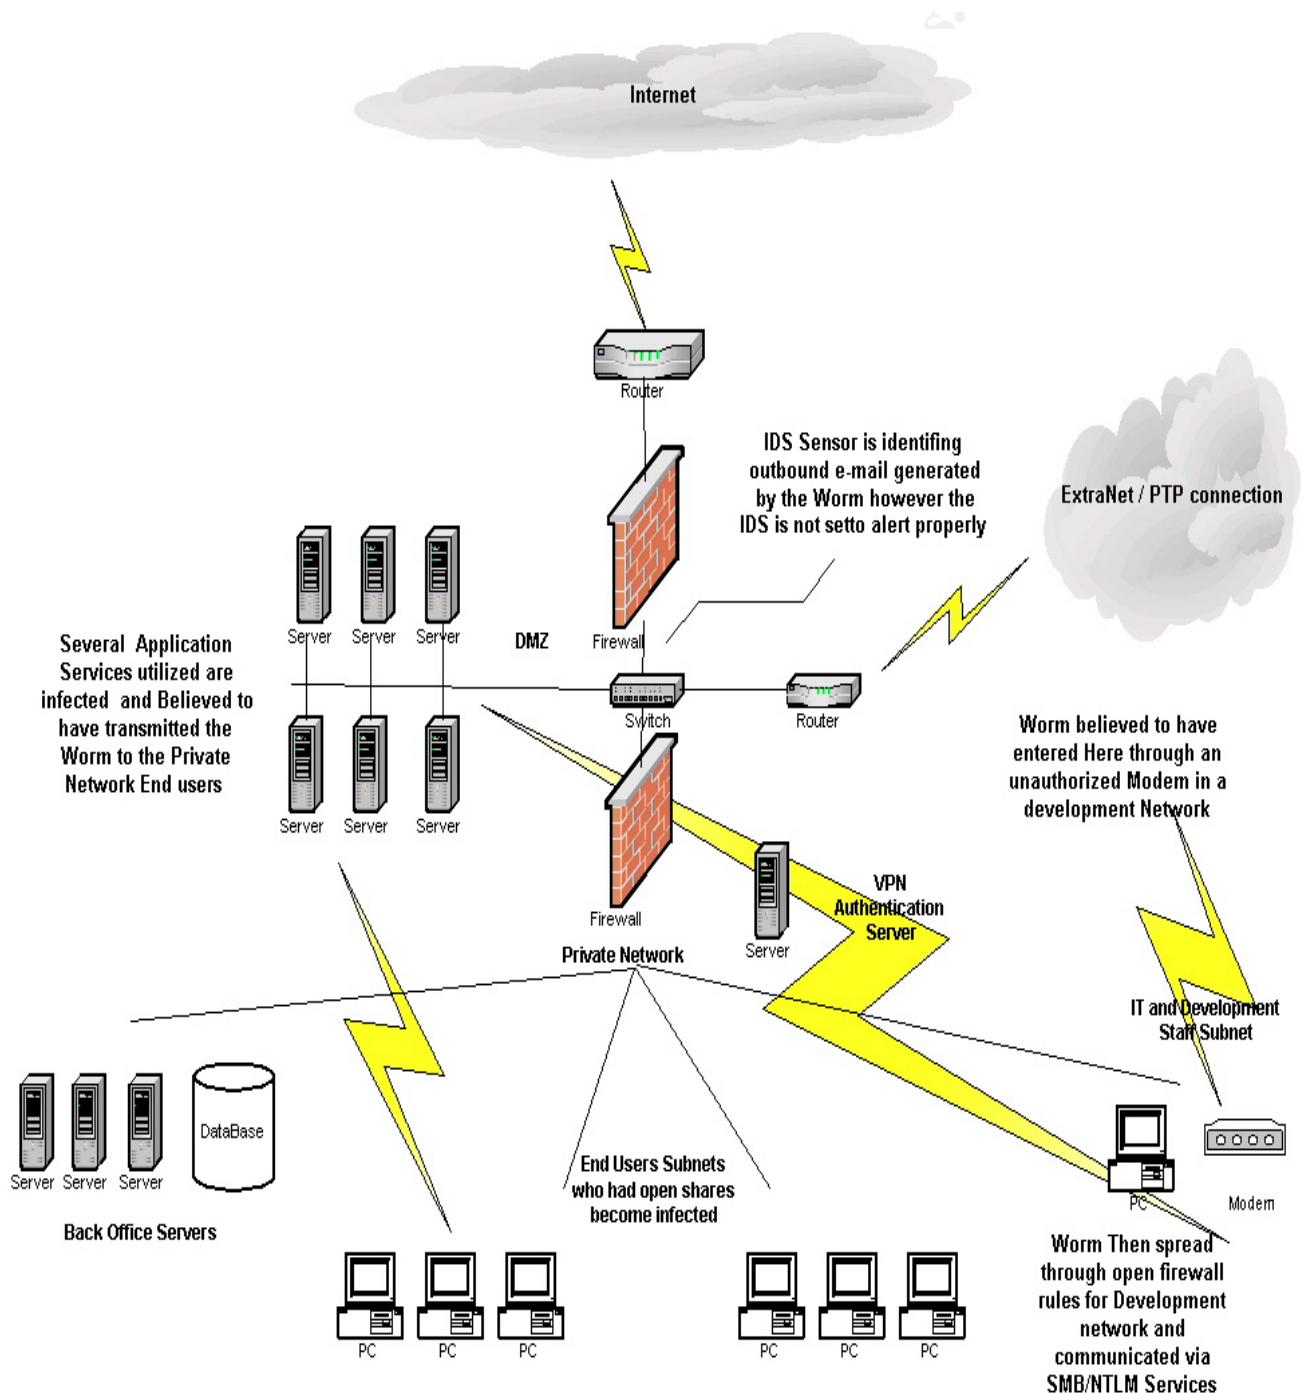 Internet
Router
IDS Sensor is identifing
outbound e-mail generated
by the Worm however the
IDS is not setto alert properly
ExtraNet / PTP connection
Server
Server
Server
DMZ
Firewall
Several Application
Services utilized are
infected and Believed to
have transmitted the
Worm to the Private
Network End users
Switch
Router
Server
Server
Server
Worm believed to have
entered Here through an
unauthorized Modem in a
development Network
VPN
Authentication
Server
Firewall
Server
Private Network
IT and Development
Staff Subnet
DataBase
Server
Server
Server
Back Office Servers
End Users Subnets
who had open shares
become infected
PC
Modem
Worm Then spread
through open firewall
rules for Development
network and
communicated via
SMB/NTLM Services
PC
PC
PC
PC
PC
PC